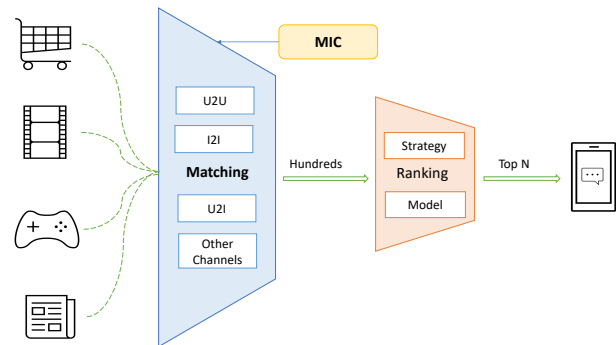 MIC
U2U
I2I
Matching
U2I
Other
Channels
Hundreds
Strategy
Ranking
Model
Top N